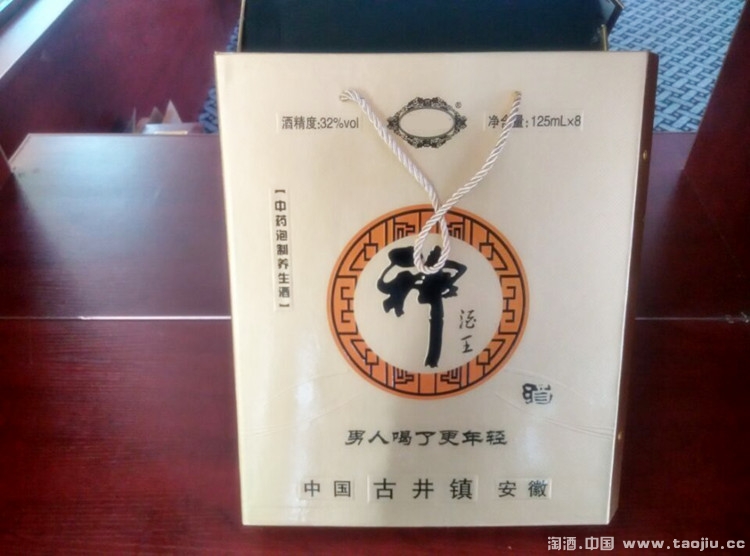 酒精度:32%vol
®
净含量:125mL×8
【中药泡制养生酒】
酒王
男人喝了更年轻
中国 古井镇 安徽
淘酒.中国 www.taojiu.cc